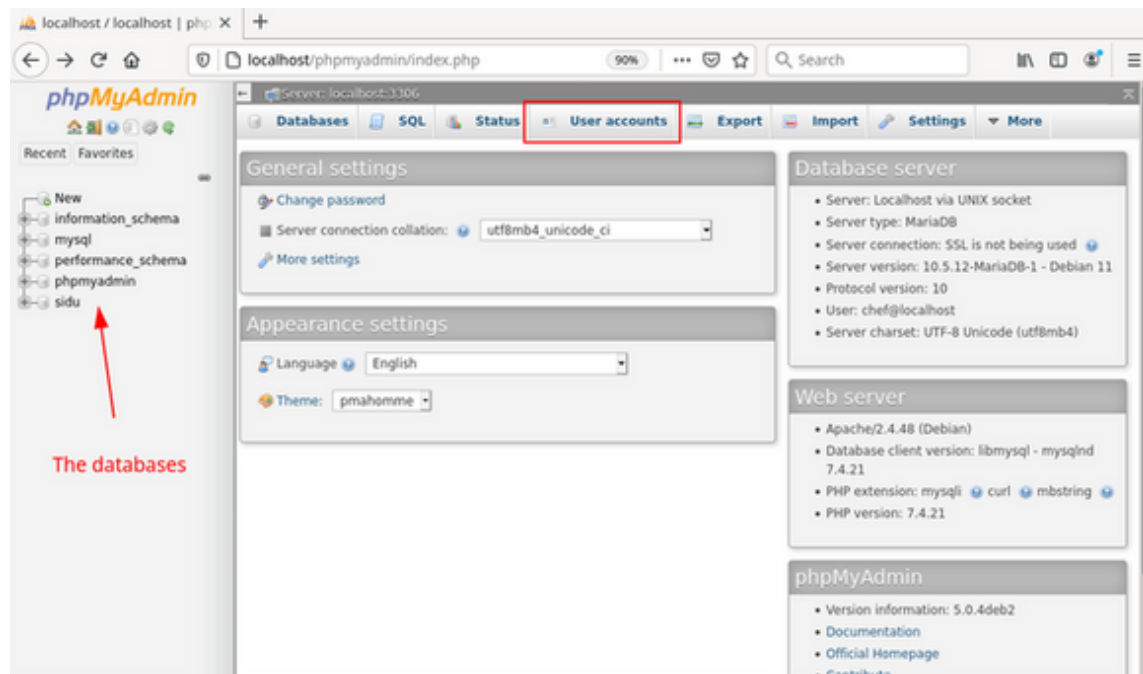 localhost / localhost | php
localhost/phpmyadmin/index.php
90%
Search
phpMyAdmin
Recent Favorites
New
information_schema
mysql
performance_schema
phpmyadmin
sidu
The databases
Server: localhost:3306
Databases SQL Status User accounts Export Import Settings More
General settings
Change password
Server connection collation: utf8mb4_unicode_ci
More settings
Appearance settings
Language English
Theme: pmahomme
Database server
• Server: Localhost via UNIX socket
• Server type: MariaDB
• Server connection: SSL is not being used
• Server version: 10.5.12-MariaDB-1 - Debian 11
• Protocol version: 10
• User: chef@localhost
• Server charset: UTF-8 Unicode (utf8mb4)
Web server
• Apache/2.4.48 (Debian)
• Database client version: libmysql - mysqlnd
7.4.21
• PHP extension: mysqli curl mbstring
• PHP version: 7.4.21
phpMyAdmin
• Version information: 5.0.4deb2
• Documentation
• Official Homepage